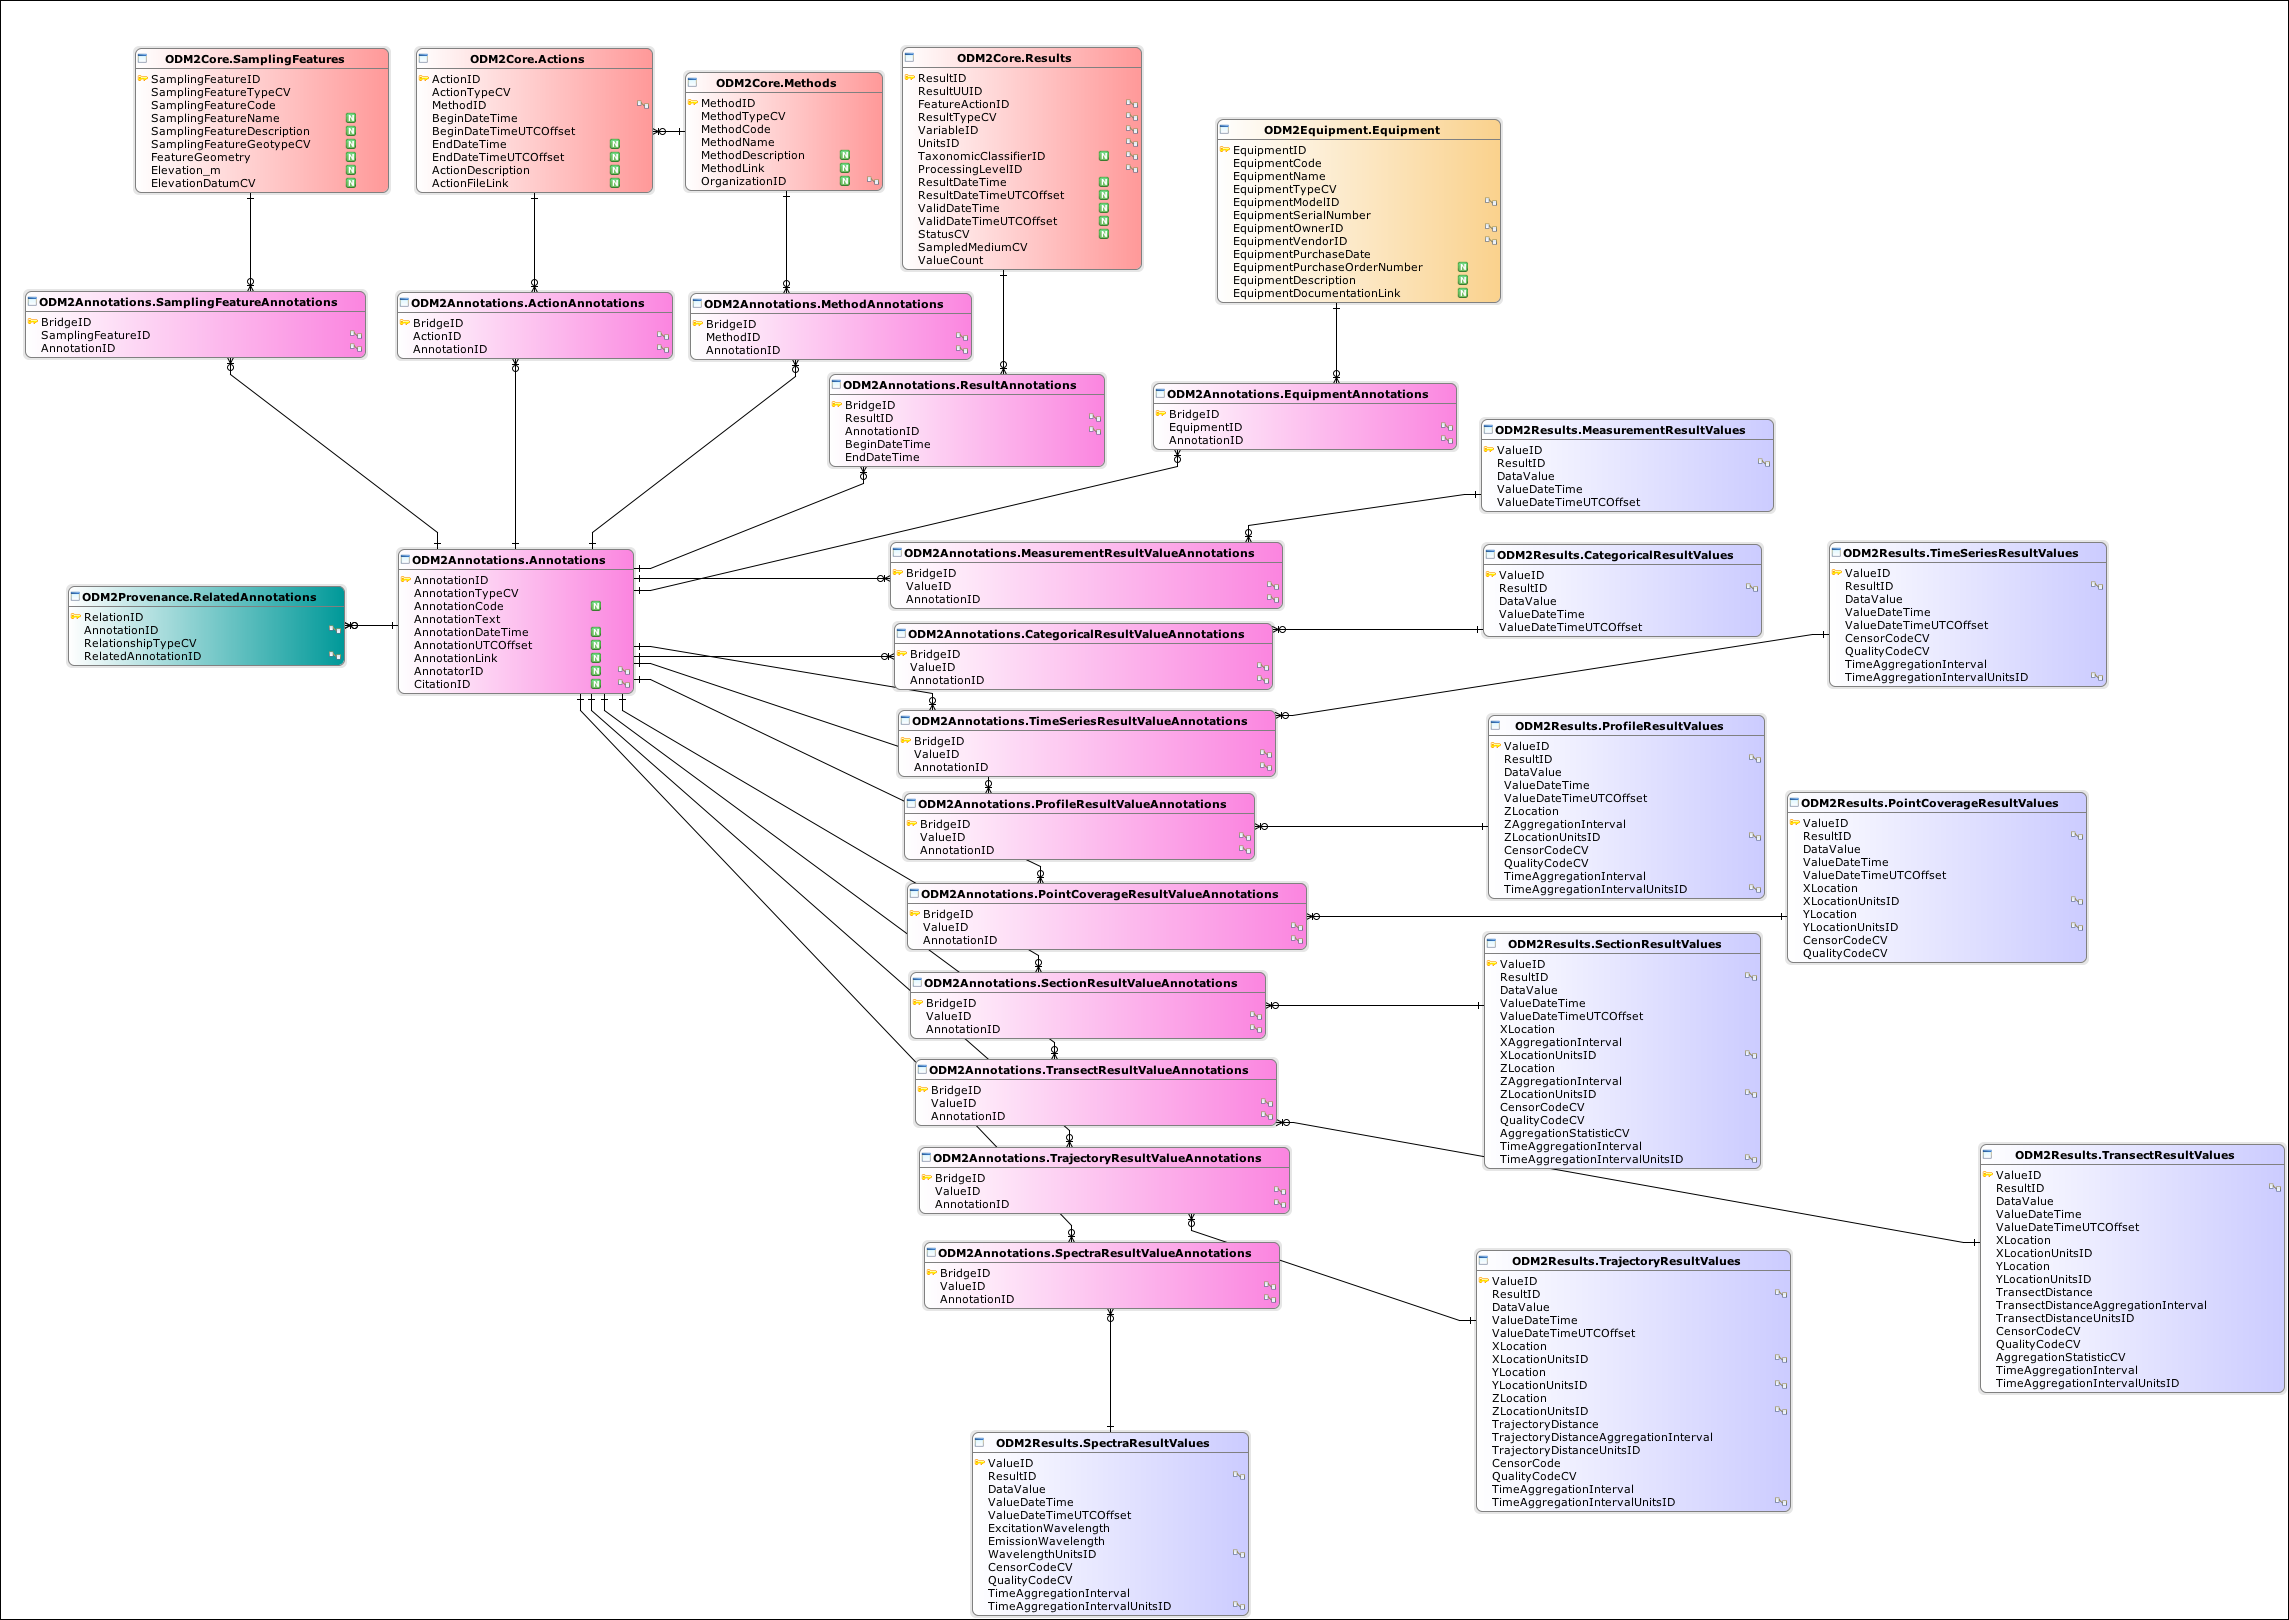 ODM2Core.SamplingFeatures
SamplingFeatureID
SamplingFeatureTypeCV
SamplingFeatureCode
SamplingFeatureName N
SamplingFeatureDescription N
SamplingFeatureGeotypeCV N
FeatureGeometry N
Elevation_m N
ElevationDatumCV N
ODM2Core.Actions
ActionID
ActionTypeCV
MethodID
BeginDateTime
BeginDateTimeUTCOffset
EndDateTime N
EndDateTimeUTCOffset N
ActionDescription N
ActionFileLink N
ODM2Core.Methods
MethodID
MethodTypeCV
MethodCode
MethodName
MethodDescription N
MethodLink N
OrganizationID N
ODM2Core.Results
ResultID
ResultUUID
FeatureActionID
ResultTypeCV
VariableID
UnitsID
TaxonomicClassifierID N
ProcessingLevelID
ResultDateTime N
ResultDateTimeUTCOffset N
ValidDateTime N
ValidDateTimeUTCOffset N
StatusCV N
SampledMediumCV
ValueCount
ODM2Equipment.Equipment
EquipmentID
EquipmentCode
EquipmentName
EquipmentTypeCV
EquipmentModelID
EquipmentSerialNumber
EquipmentOwnerID
EquipmentVendorID
EquipmentPurchaseDate
EquipmentPurchaseOrderNumber N
EquipmentDescription N
EquipmentDocumentationLink N
ODM2Annotations.SamplingFeatureAnnotations
BridgeID
SamplingFeatureID
AnnotationID
ODM2Annotations.ActionAnnotations
BridgeID
ActionID
AnnotationID
ODM2Annotations.MethodAnnotations
BridgeID
MethodID
AnnotationID
ODM2Annotations.ResultAnnotations
BridgeID
ResultID
AnnotationID
BeginDateTime
EndDateTime
ODM2Annotations.EquipmentAnnotations
BridgeID
EquipmentID
AnnotationID
ODM2Results.MeasurementResultValues
ValueID
ResultID
DataValue
ValueDateTime
ValueDateTimeUTCOffset
ODM2Provenance.RelatedAnnotations
RelationID
AnnotationID
RelationshipTypeCV
RelatedAnnotationID
ODM2Annotations.Annotations
AnnotationID
AnnotationTypeCV
AnnotationCode N
AnnotationText
AnnotationDateTime N
AnnotationUTCOffset N
AnnotationLink N
AnnotatorID N
CitationID N
ODM2Annotations.MeasurementResultValueAnnotations
BridgeID
ValueID
AnnotationID
ODM2Results.CategoricalResultValues
ValueID
ResultID
DataValue
ValueDateTime
ValueDateTimeUTCOffset
ODM2Results.TimeSeriesResultValues
ValueID
ResultID
DataValue
ValueDateTime
ValueDateTimeUTCOffset
CensorCodeCV
QualityCodeCV
TimeAggregationInterval
TimeAggregationIntervalUnitsID
ODM2Annotations.CategoricalResultValueAnnotations
BridgeID
ValueID
AnnotationID
ODM2Annotations.TimeSeriesResultValueAnnotations
BridgeID
ValueID
AnnotationID
ODM2Results.ProfileResultValues
ValueID
ResultID
DataValue
ValueDateTime
ValueDateTimeUTCOffset
ZLocation
ZAggregationInterval
ZLocationUnitsID
CensorCodeCV
QualityCodeCV
TimeAggregationInterval
TimeAggregationIntervalUnitsID
ODM2Annotations.ProfileResultValueAnnotations
BridgeID
ValueID
AnnotationID
ODM2Results.PointCoverageResultValues
ValueID
ResultID
DataValue
ValueDateTime
ValueDateTimeUTCOffset
XLocation
XLocationUnitsID
YLocation
YLocationUnitsID
CensorCodeCV
QualityCodeCV
ODM2Annotations.PointCoverageResultValueAnnotations
BridgeID
ValueID
AnnotationID
ODM2Results.SectionResultValues
ValueID
ResultID
DataValue
ValueDateTime
ValueDateTimeUTCOffset
XLocation
XAggregationInterval
XLocationUnitsID
ZLocation
ZAggregationInterval
ZLocationUnitsID
CensorCodeCV
QualityCodeCV
AggregationStatisticCV
TimeAggregationInterval
TimeAggregationIntervalUnitsID
ODM2Annotations.SectionResultValueAnnotations
BridgeID
ValueID
AnnotationID
ODM2Annotations.TransectResultValueAnnotations
BridgeID
ValueID
AnnotationID
ODM2Results.TransectResultValues
ValueID
ResultID
DataValue
ValueDateTime
ValueDateTimeUTCOffset
XLocation
XLocationUnitsID
YLocation
YLocationUnitsID
TransectDistance
TransectDistanceAggregationInterval
TransectDistanceUnitsID
CensorCodeCV
QualityCodeCV
AggregationStatisticCV
TimeAggregationInterval
TimeAggregationIntervalUnitsID
ODM2Annotations.TrajectoryResultValueAnnotations
BridgeID
ValueID
AnnotationID
ODM2Annotations.SpectraResultValueAnnotations
BridgeID
ValueID
AnnotationID
ODM2Results.TrajectoryResultValues
ValueID
ResultID
DataValue
ValueDateTime
ValueDateTimeUTCOffset
XLocation
XLocationUnitsID
YLocation
YLocationUnitsID
ZLocation
ZLocationUnitsID
TrajectoryDistance
TrajectoryDistanceAggregationInterval
TrajectoryDistanceUnitsID
CensorCode
QualityCodeCV
TimeAggregationInterval
TimeAggregationIntervalUnitsID
ODM2Results.SpectraResultValues
ValueID
ResultID
DataValue
ValueDateTime
ValueDateTimeUTCOffset
ExcitationWavelength
EmissionWavelength
WavelengthUnitsID
CensorCodeCV
QualityCodeCV
TimeAggregationInterval
TimeAggregationIntervalUnitsID